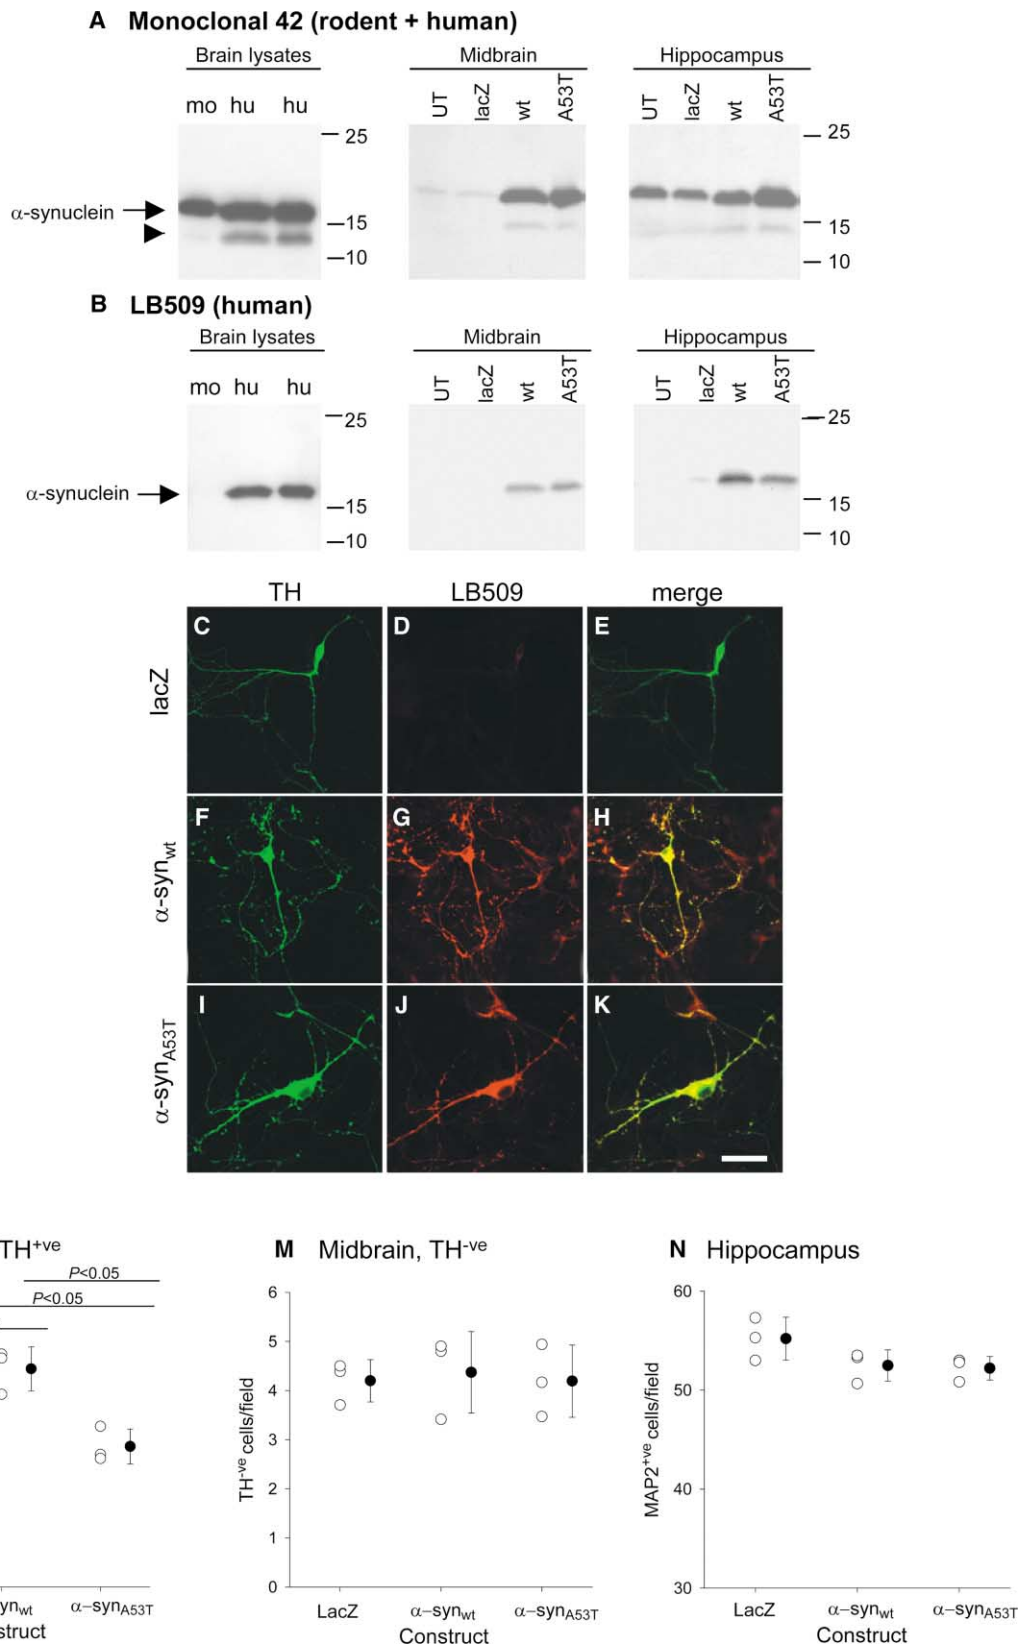 A Monoclonal 42 (rodent + human)
Brain lysates Midbrain Hippocampus
mo hu hu UT lacZ wt A53T UT lacZ wt A53T
25 25
α-synuclein
15 15
10 10
B LB509 (human)
Brain lysates Midbrain Hippocampus
mo hu hu UT lacZ wt A53T UT lacZ wt A53T
25 25
α-synuclein
15 15
10 10
TH LB509 merge
lacZ C D E
α-synwt F G H
α-synA53T I J K
TH+ve M Midbrain, TH-ve N Hippocampus
P<0.05
P<0.05
6
5
4
3
2
1
0
TH-ve cells/field
60
50
40
30
MAP2+ve cells/field
ynwt α-synA53T LacZ α-synwt α-synA53T LacZ α-synwt α-synA53T
struct Construct Construct